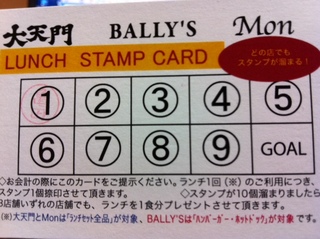 大天門 BALLY'S Mon
LUNCH STAMP CARD
どの店でも
スタンプが溜まる!
① ② ③ ④ ⑤
⑥ ⑦ ⑧ ⑨ GOAL
◇お会計の際にこのカードをご提示ください。ランチ1回(※)のご利用につき、
スタンプ1個捺印させて頂きます。 ◇スタンプが10個溜まりましたら
3店舗いずれの店舗でも、ランチを1食分プレゼントさせて頂きます。
(※)大天門とMonは「ランチセット全品」が対象、BALLY'Sは「ハンバーガー・ホットドック」が対象です。